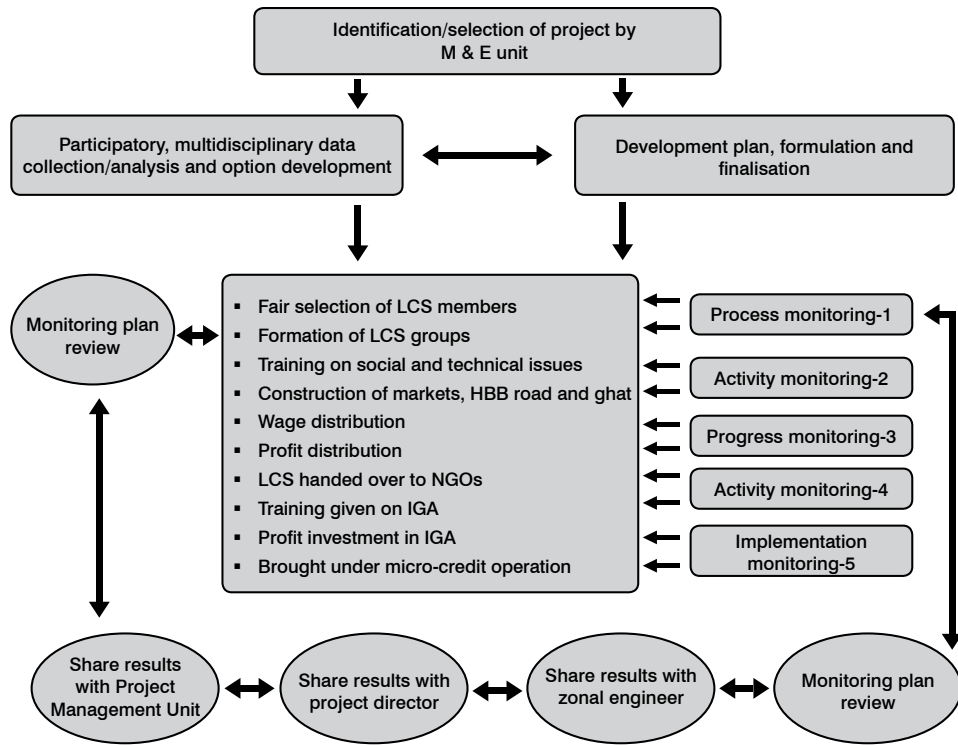 Identification/selection of project by
M & E unit
Participatory, multidisciplinary data
collection/analysis and option development
Development plan, formulation and
finalisation
Monitoring plan
review
▪ Fair selection of LCS members
▪ Formation of LCS groups
▪ Training on social and technical issues
▪ Construction of markets, HBB road and ghat
▪ Wage distribution
▪ Profit distribution
▪ LCS handed over to NGOs
▪ Training given on IGA
▪ Profit investment in IGA
▪ Brought under micro-credit operation
Process monitoring-1
Activity monitoring-2
Progress monitoring-3
Activity monitoring-4
Implementation
monitoring-5
Share results
with Project
Management Unit
Share results with
project director
Share results with
zonal engineer
Monitoring plan
review